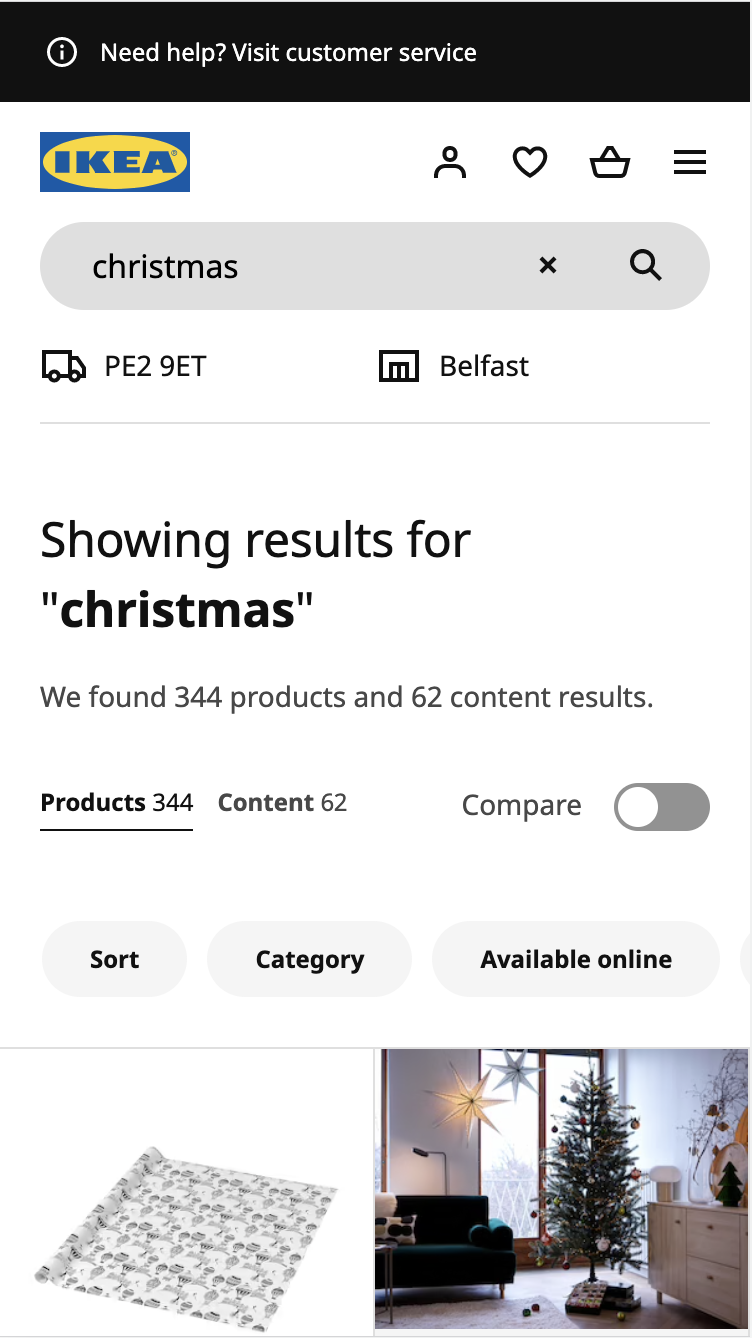 Need help? Visit customer service
IKEA
christmas
PE2 9ET Belfast
Showing results for
"christmas"
We found 344 products and 62 content results.
Products 344 Content 62 Compare
Sort Category Available online